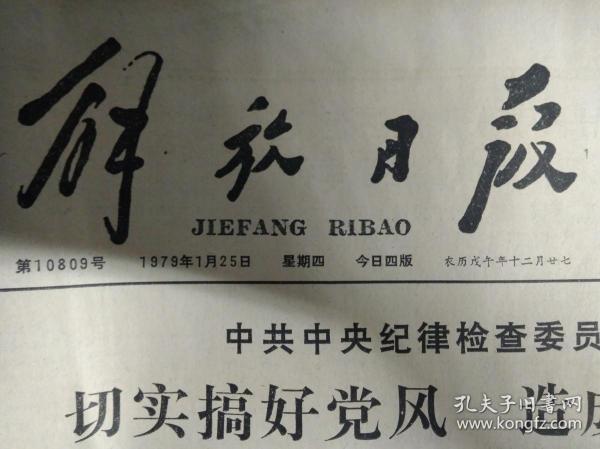 解放日报
JIEFANG RIBAO
第10809号 1979年1月25日 星期四 今日四版 农历戊午年十二月廿七
中共中央纪律检查委员
切实搞好党风 造成
孔夫子旧书网
www.kongfz.com